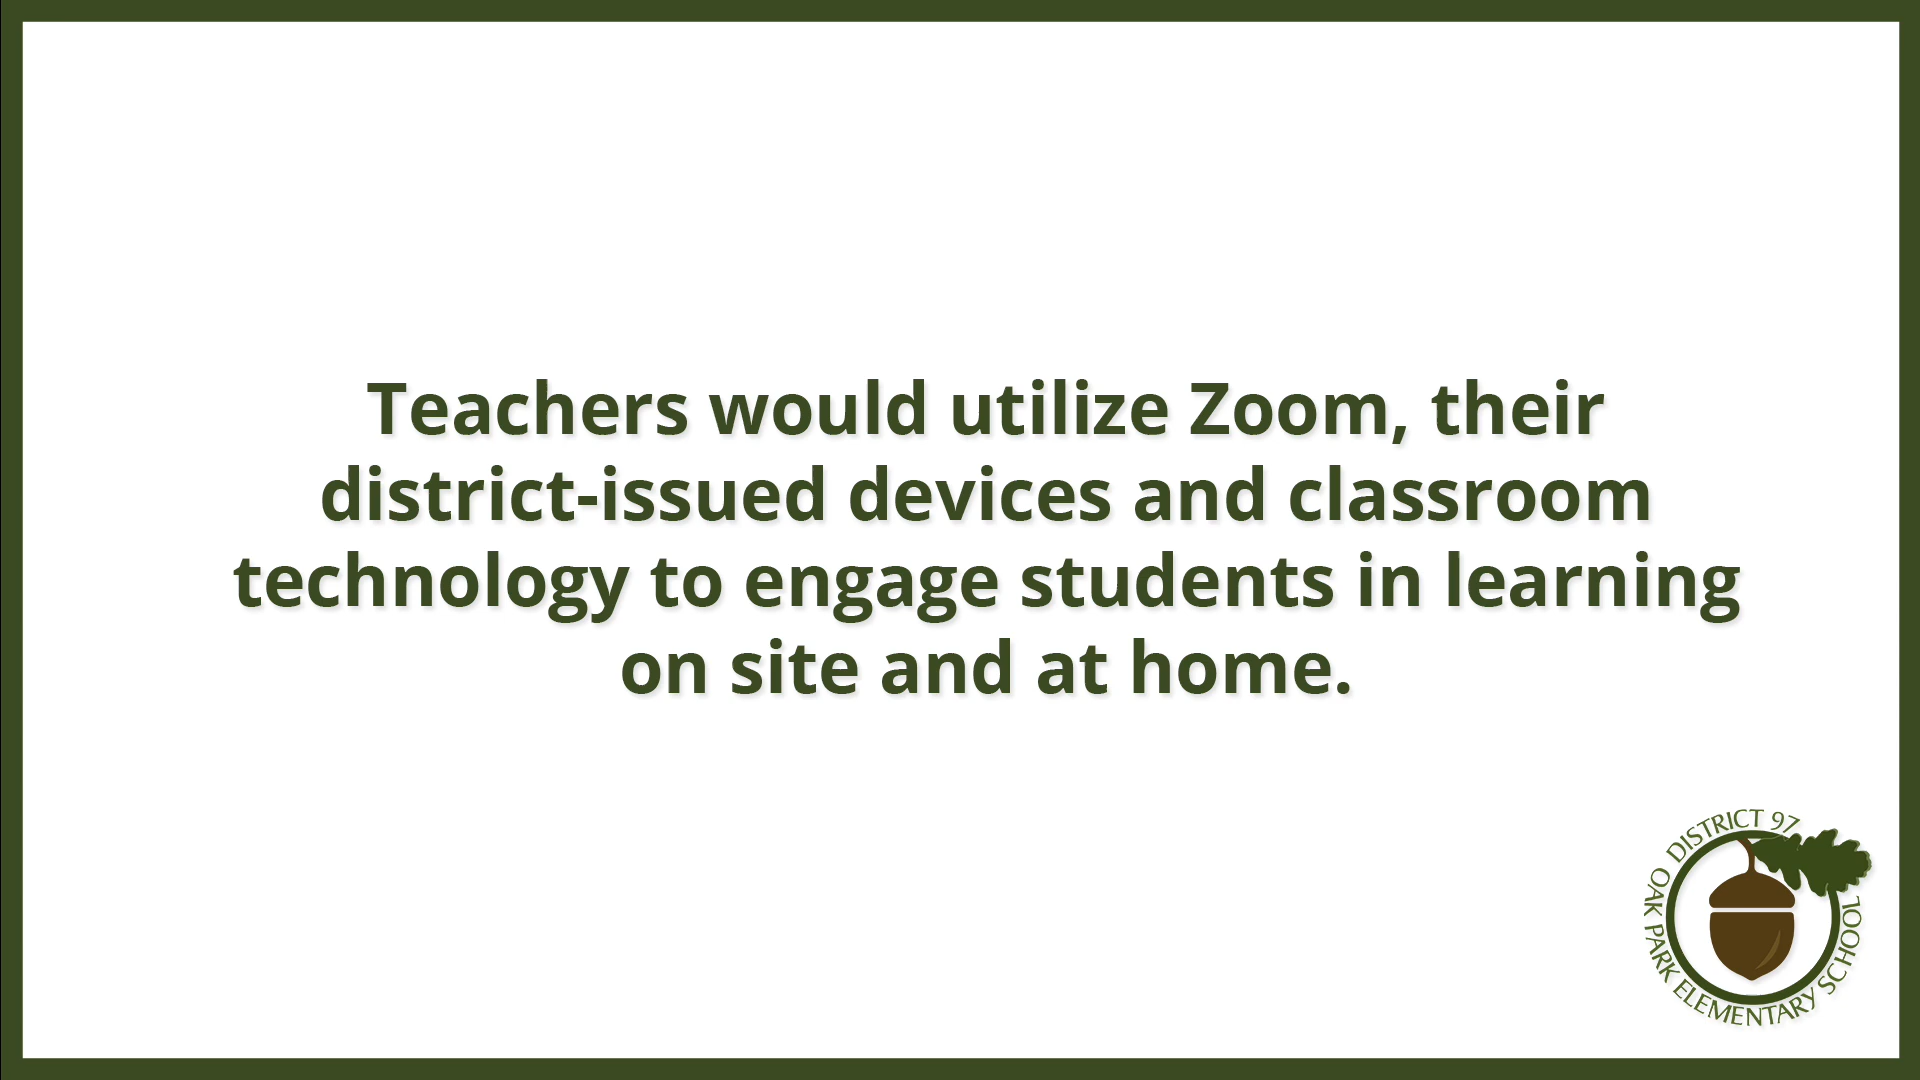 Teachers would utilize Zoom, their
district-issued devices and classroom
technology to engage students in learning
on site and at home.
OAK PARK ELEMENTARY SCHOOL DISTRICT 97